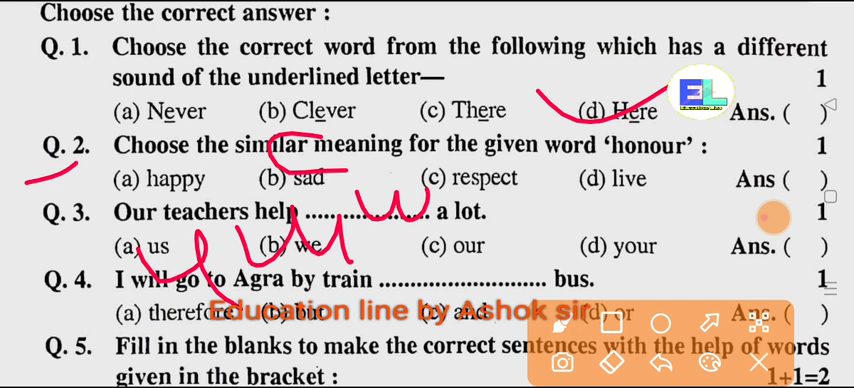 Choose the correct answer :
Q. 1. Choose the correct word from the following which has a different
sound of the underlined letter— 1
(a) Never (b) Clever (c) There (d) Here Ans. ( )
EL
Q. 2. Choose the similar meaning for the given word ‘honour’ : 1
(a) happy (b) sad (c) respect (d) live Ans ( )
Q. 3. Our teachers help .................... a lot. 1
(a) us (b) we (c) our (d) your Ans. ( )
Q. 4. I will go to Agra by train ........................... bus. 1
(a) therefore (b) but (c) and (d) or Ans. ( )
Education line by Ashok sir
Q. 5. Fill in the blanks to make the correct sentences with the help of words
given in the bracket : 1+1=2